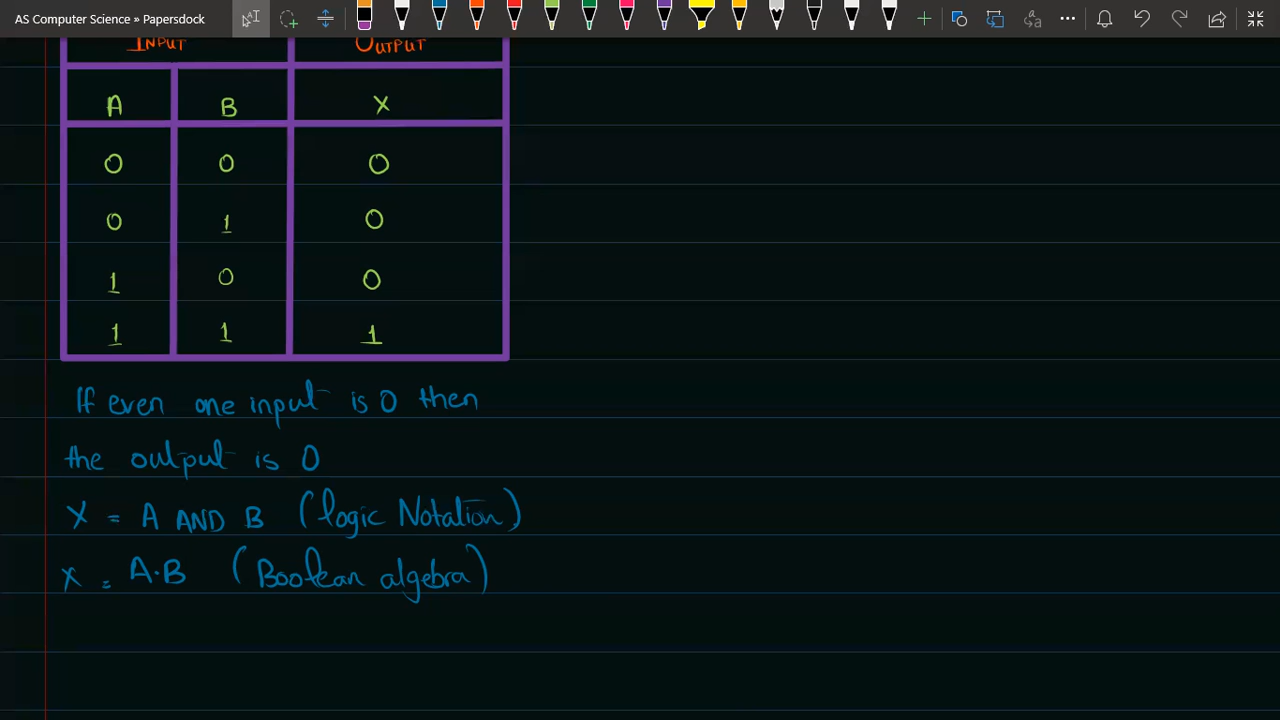 AS Computer Science » Papersdock
INPUT OUTPUT
A B X
0 0 0
0 1 0
1 0 0
1 1 1
If even one input is 0 then
the output is 0
X = A AND B (logic Notation)
X = A·B (Boolean algebra)